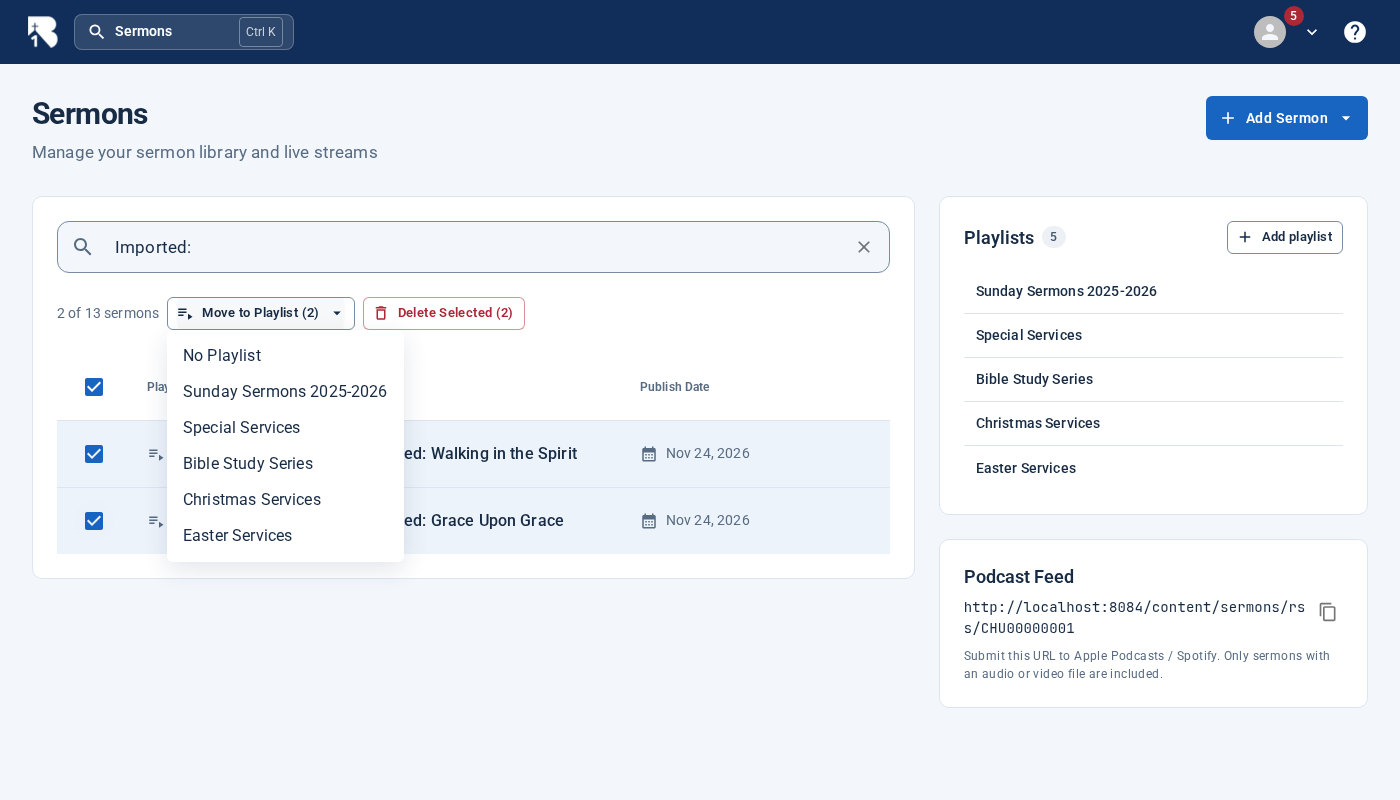 Sermons
Ctrl K
5
Sermons
Manage your sermon library and live streams
Add Sermon
Imported:
2 of 13 sermons
Move to Playlist (2)
Delete Selected (2)
No Playlist
Sunday Sermons 2025-2026
Special Services
Bible Study Series
Christmas Services
Easter Services
Publish Date
ed: Walking in the Spirit
Nov 24, 2026
ed: Grace Upon Grace
Nov 24, 2026
Playlists
5
Add playlist
Sunday Sermons 2025-2026
Special Services
Bible Study Series
Christmas Services
Easter Services
Podcast Feed
http://localhost:8084/content/sermons/rs
s/CHU00000001
Submit this URL to Apple Podcasts / Spotify. Only sermons with
an audio or video file are included.